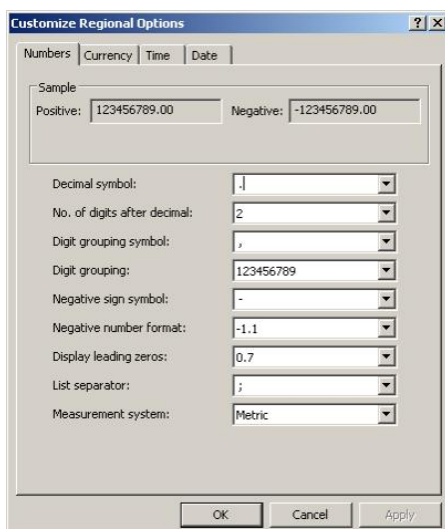 Customize Regional Options
Numbers Currency Time Date
Sample
Positive: 123456789.00 Negative: -123456789.00
Decimal symbol: .
No. of digits after decimal: 2
Digit grouping symbol: ,
Digit grouping: 123456789
Negative sign symbol: -
Negative number format: -1.1
Display leading zeros: 0.7
List separator: ;
Measurement system: Metric
OK Cancel Apply